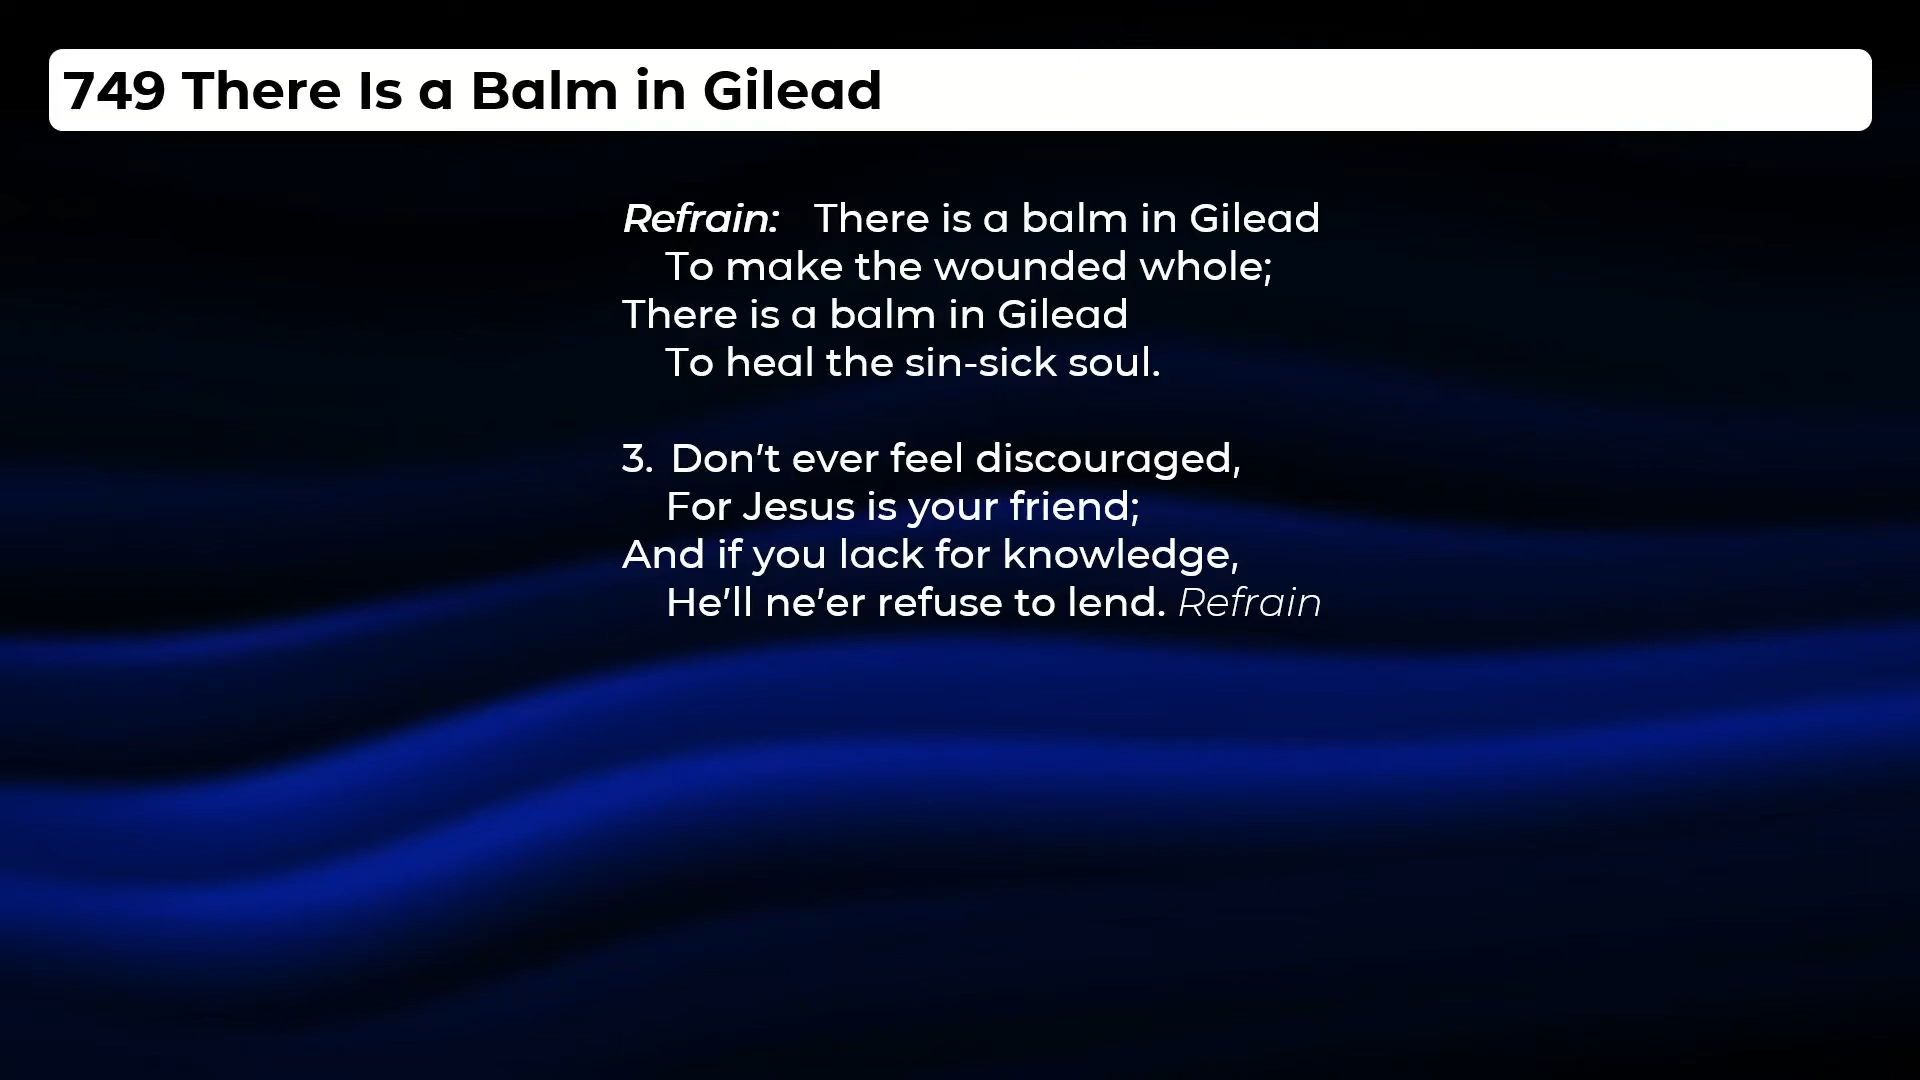 749 There Is a Balm in Gilead
Refrain: There is a balm in Gilead
To make the wounded whole;
There is a balm in Gilead
To heal the sin-sick soul.
3. Don’t ever feel discouraged,
For Jesus is your friend;
And if you lack for knowledge,
He’ll ne’er refuse to lend. Refrain